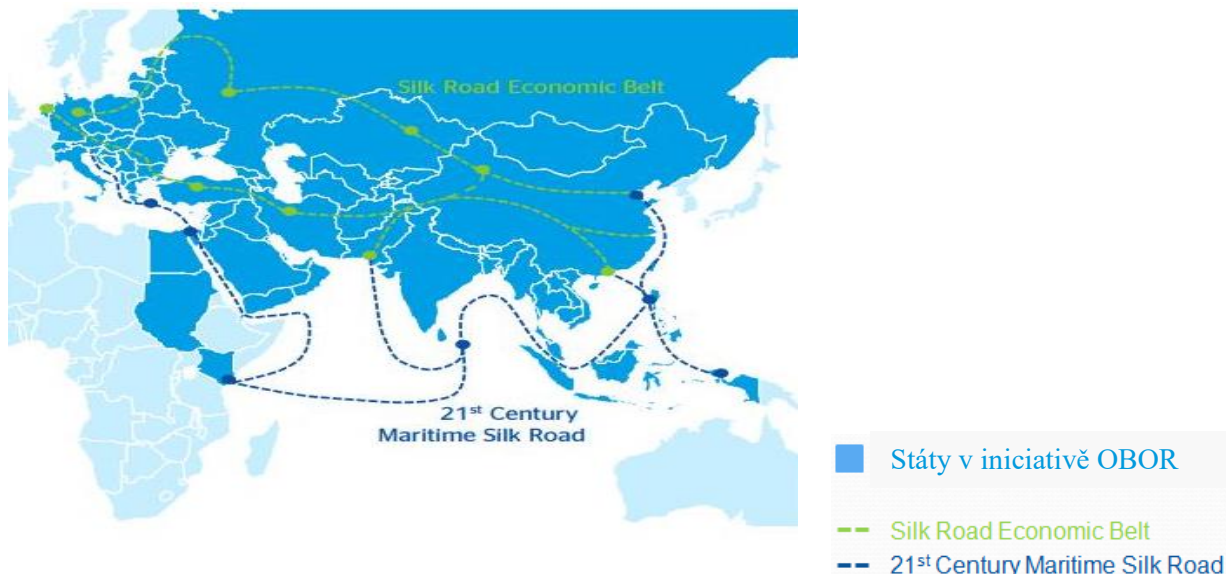 Silk Road Economic Belt
21st Century
Maritime Silk Road
Státy v iniciativě OBOR
Silk Road Economic Belt
21st Century Maritime Silk Road